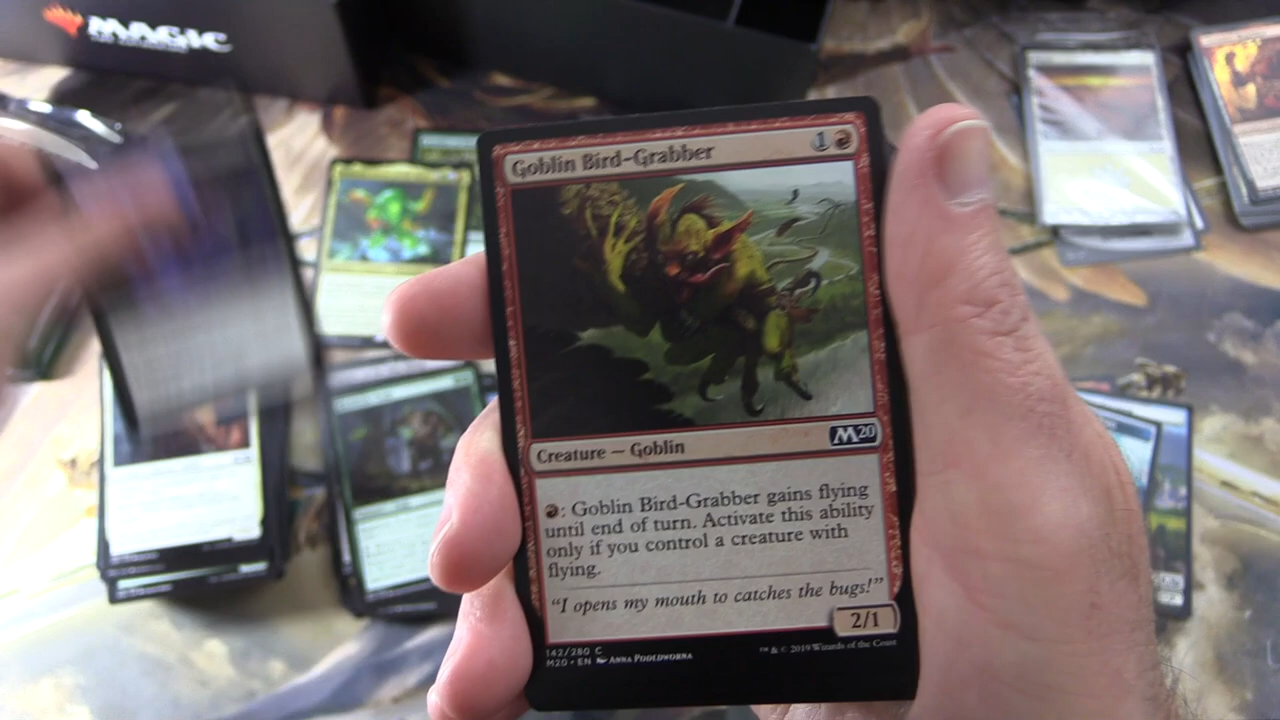 MAGIC
Goblin Bird-Grabber 1
Creature — Goblin M20
: Goblin Bird-Grabber gains flying
until end of turn. Activate this ability
only if you control a creature with
flying.
"I opens my mouth to catches the bugs!"
2/1
142/280 C
M20 • EN Anna Podedworna
™ & © 2019 Wizards of the Coast